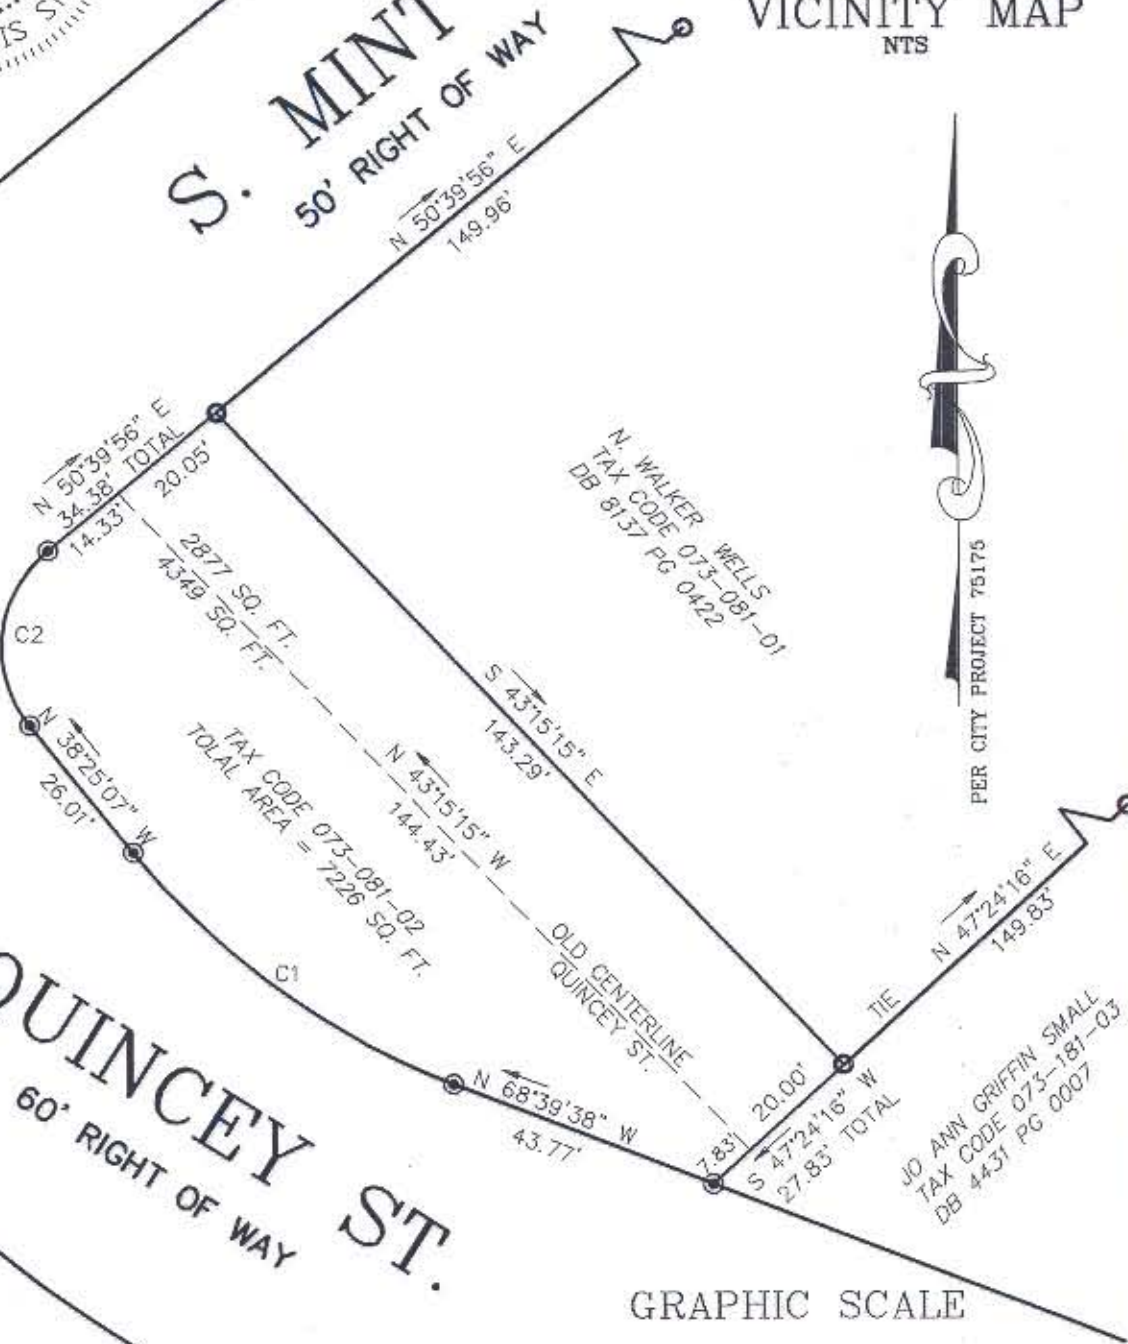 IS
VICINITY MAP
NTS
S. MINT
50' RIGHT OF WAY
N 50°39'56" E
149.96'
N 50°39'56" E
34.38' TOTAL
14.33'
20.05'
2877 SQ. FT.
4349 SQ. FT.
N. WALKER WELLS
TAX CODE 073-081-01
DB 8137 PG 0422
PER CITY PROJECT 75175
C2
S 43°15'15" E
143.29'
N 38°25'07" W
26.01'
TAX CODE 073-081-02
TOLAL AREA = 7226 SQ. FT.
N 43°15'15" W
144.43'
C1
OLD CENTERLINE
QUINCEY ST.
N 47°24'16" E
149.83'
TIE
QUINCEY ST.
60' RIGHT OF WAY
N 68°39'38" W
43.77'
7.83'
20.00'
S 47°24'16" W
27.83' TOTAL
JO ANN GRIFFIN SMALL
TAX CODE 073-181-03
DB 4431 PG 0007
GRAPHIC SCALE